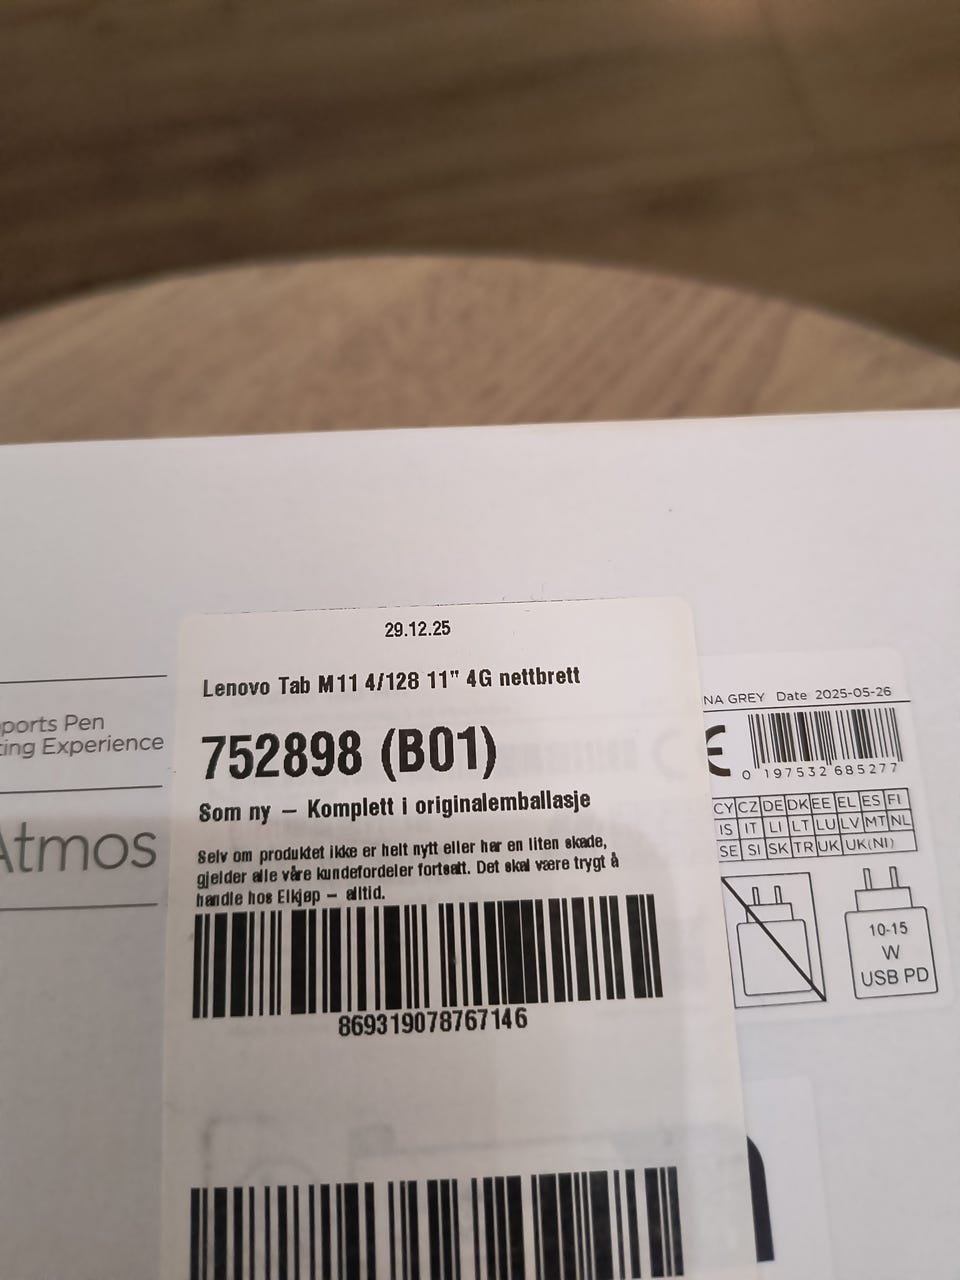 29.12.25
Lenovo Tab M11 4/128 11" 4G nettbrett
752898 (B01)
Som ny – Komplett i originalemballasje
Selv om produktet ikke er helt nytt eller har en liten skade,
gjelder alle våre kundefordeler fortsatt. Det skal være trygt å
handle hos Elkjøp – alltid.
869319078767146
ports Pen
ing Experience
Atmos
NA GREY Date 2025-05-26
CE
0 197532 685277
CY CZ DE DK EE EL ES FI
IS IT LI LT LU LV MT NL
SE SI SK TR UK UK(NI)
10-15
W
USB PD